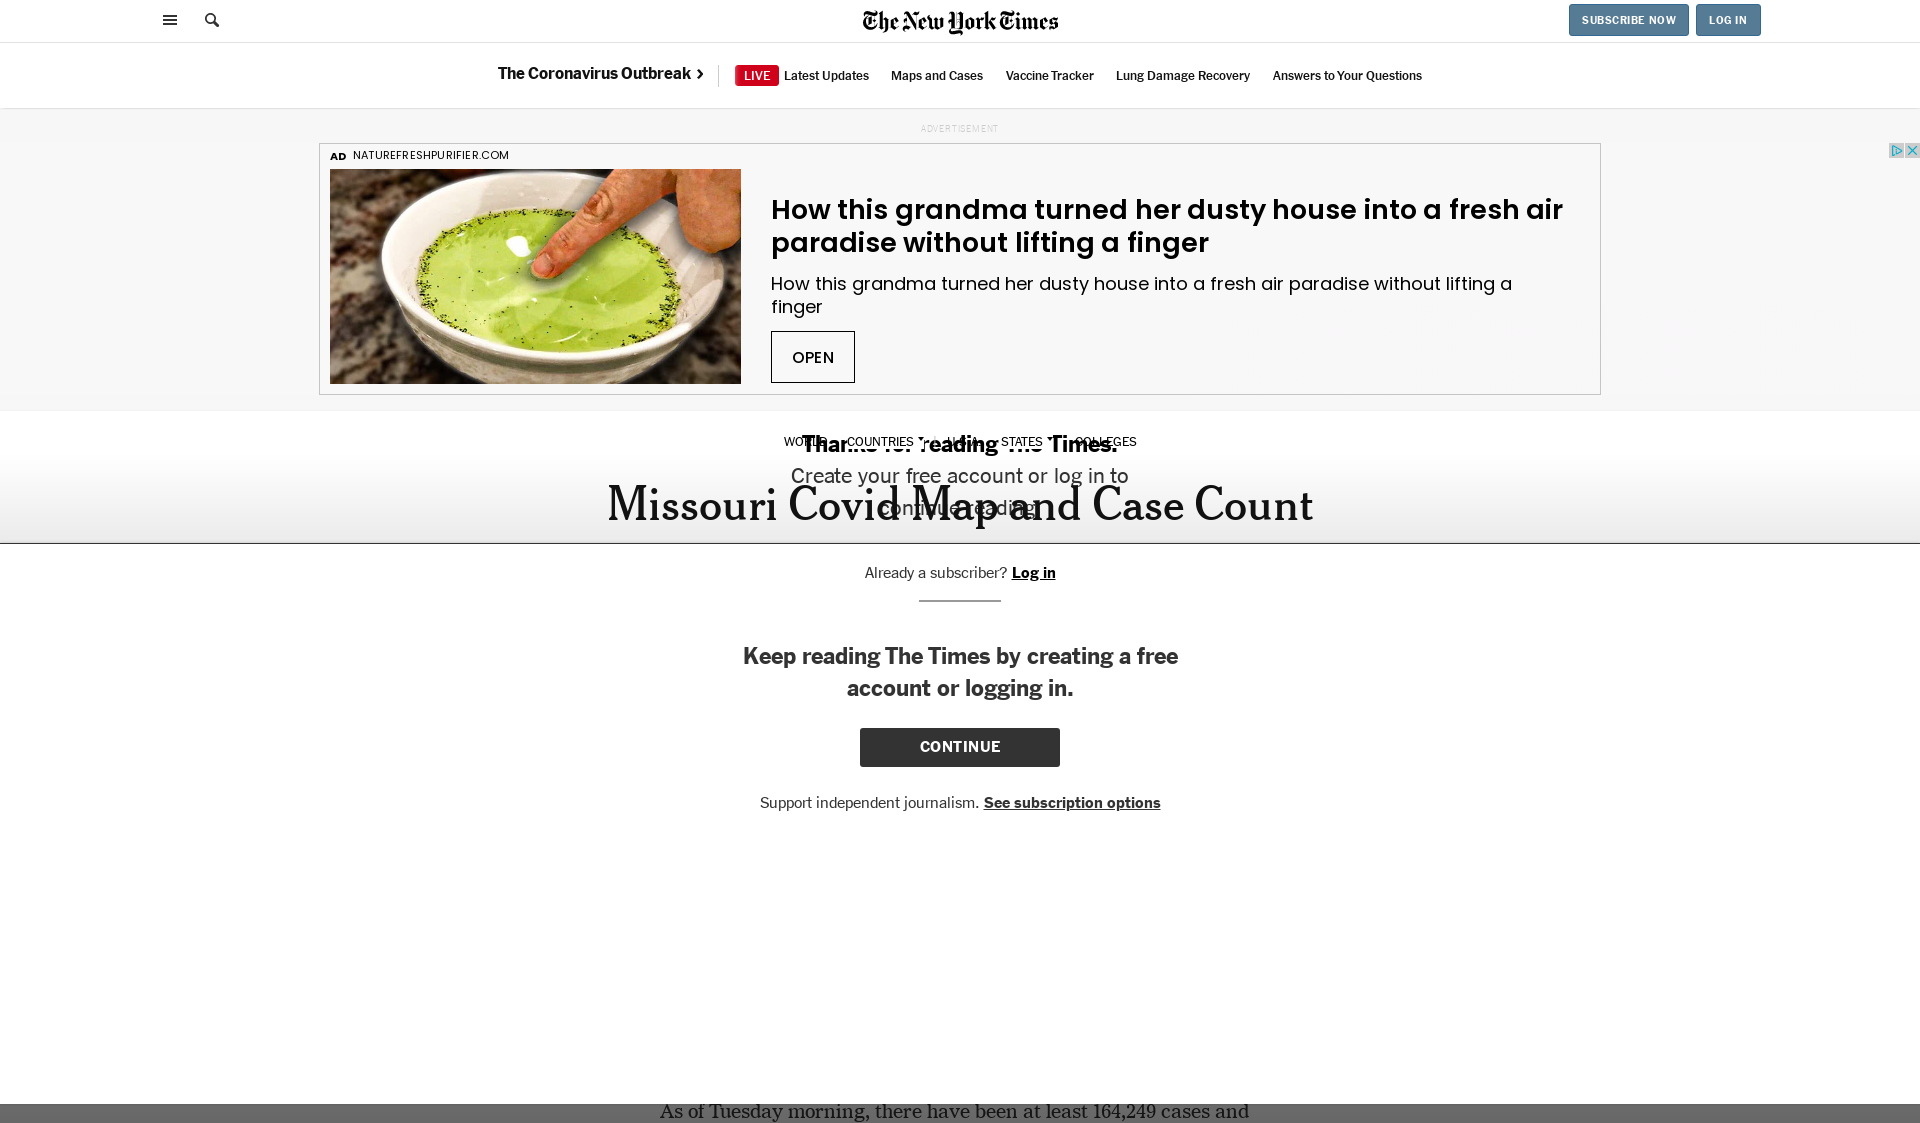 The New York Times
SUBSCRIBE NOW
LOG IN
The Coronavirus Outbreak
LIVE Latest Updates
Maps and Cases
Vaccine Tracker
Lung Damage Recovery
Answers to Your Questions
ADVERTISEMENT
AD NATUREFRESHPURIFIER.COM
How this grandma turned her dusty house into a fresh air
paradise without lifting a finger
How this grandma turned her dusty house into a fresh air paradise without lifting a
finger
OPEN
WORLD COUNTRIES U.S.A. STATES COLLEGES
Thanks for reading The Times.
Create your free account or log in to
continue reading.
Missouri Covid Map and Case Count
Already a subscriber? Log in
Keep reading The Times by creating a free
account or logging in.
CONTINUE
Support independent journalism. See subscription options
As of Tuesday morning, there have been at least 164,249 cases and